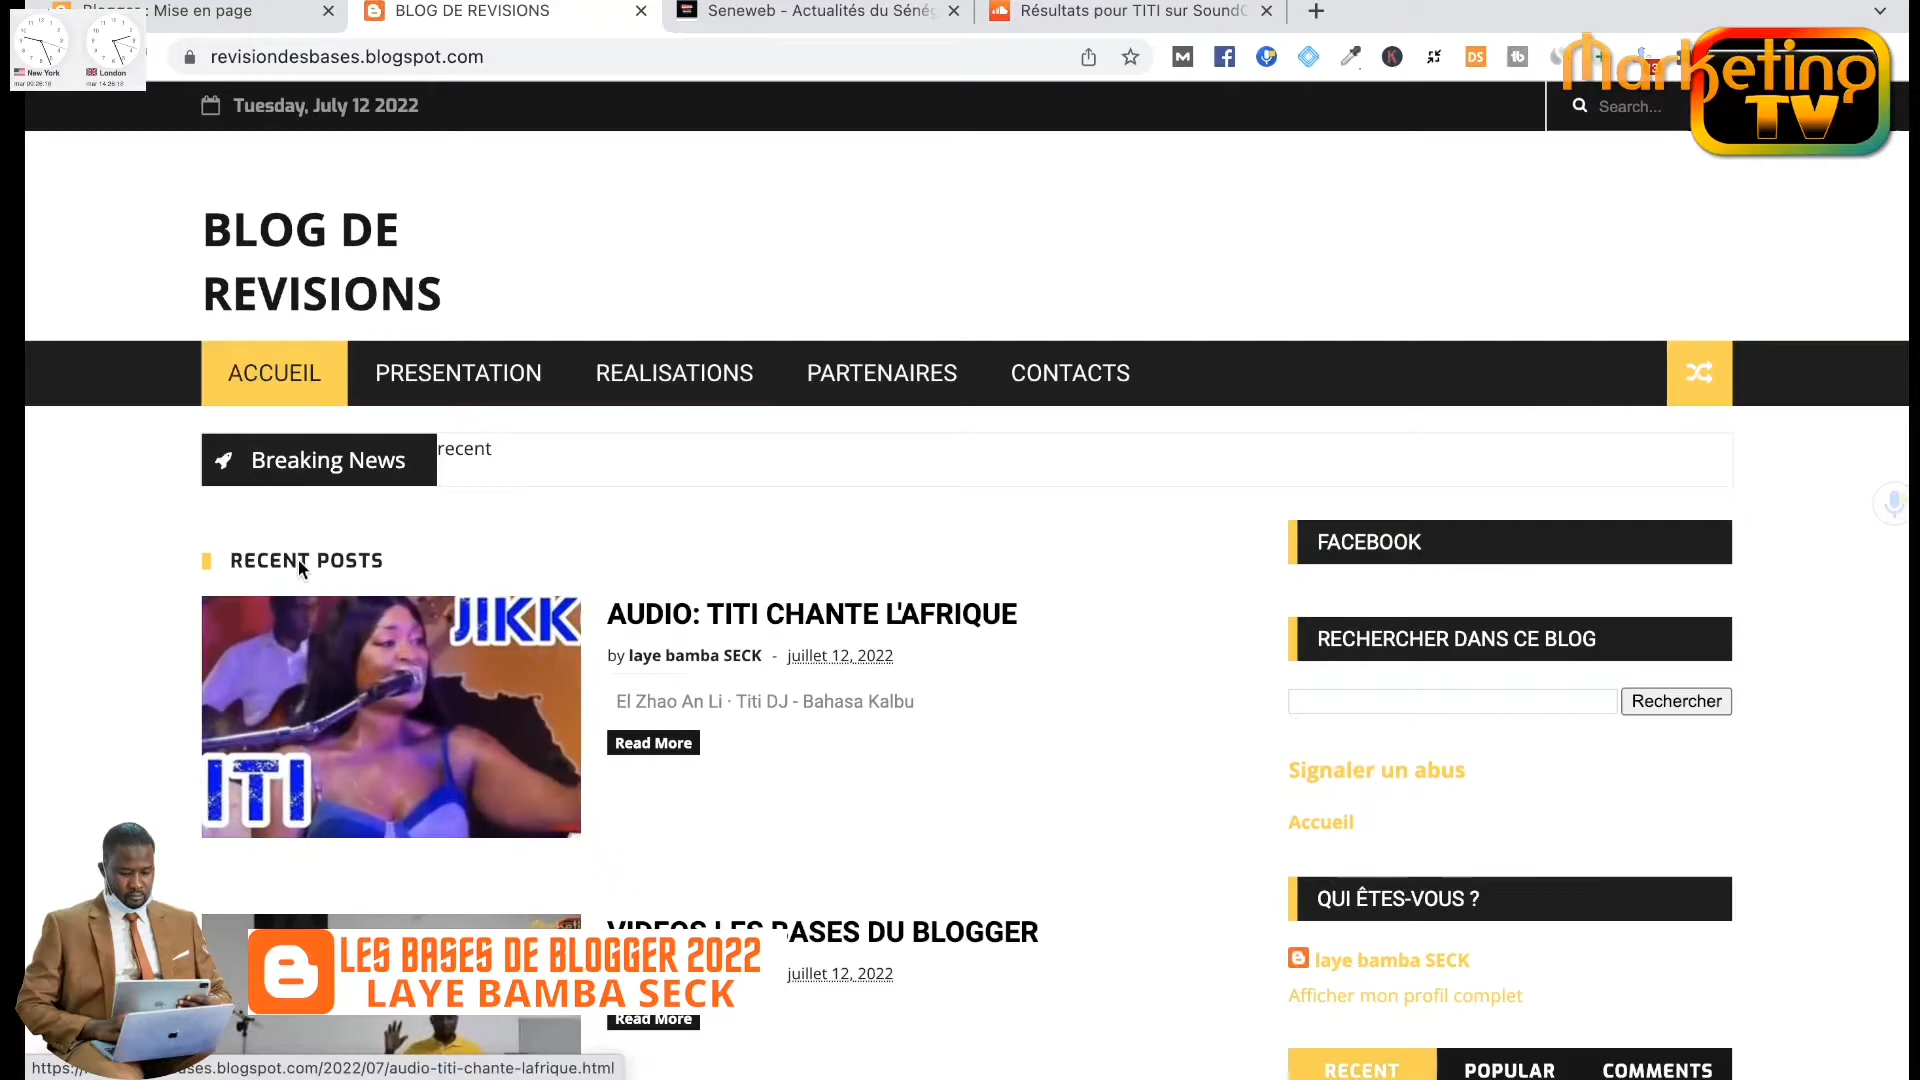 Blogger : Mise en page
BLOG DE REVISIONS
Seneweb - Actualités du Sénég
Résultats pour TITI sur SoundC
New York
London
revisiondesbases.blogspot.com
Marketing
TV
Tuesday, July 12 2022
Search...
BLOG DE
REVISIONS
ACCUEIL
PRESENTATION
REALISATIONS
PARTENAIRES
CONTACTS
Breaking News
recent
RECENT POSTS
JIKK
ITI
AUDIO: TITI CHANTE L'AFRIQUE
by laye bamba SECK - juillet 12, 2022
El Zhao An Li · Titi DJ - Bahasa Kalbu
Read More
VIDEOS LES BASES DU BLOGGER
juillet 12, 2022
Read More
FACEBOOK
RECHERCHER DANS CE BLOG
Rechercher
Signaler un abus
Accueil
QUI ÊTES-VOUS ?
laye bamba SECK
Afficher mon profil complet
RECENT
POPULAR
COMMENTS
LES BASES DE BLOGGER 2022
LAYE BAMBA SECK
https:/
ses.blogspot.com/2022/07/audio-titi-chante-lafrique.html